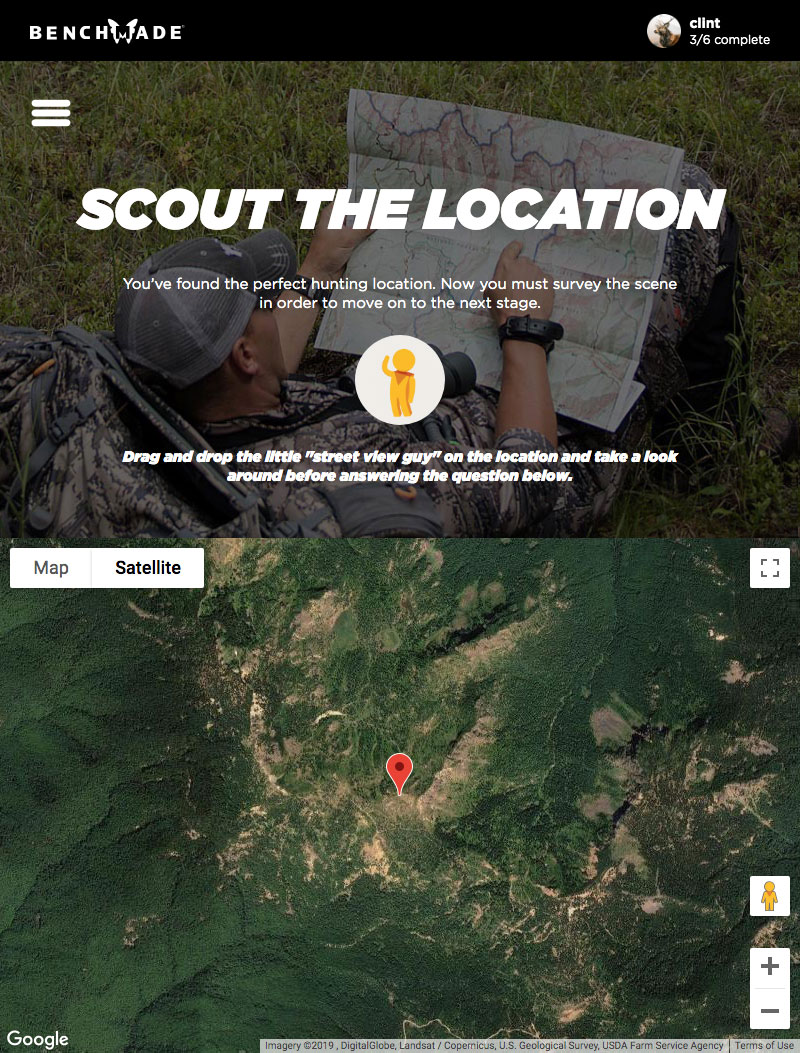 BENCHMADE
clint
3/6 complete
SCOUT THE LOCATION
You've found the perfect hunting location. Now you must survey the scene
in order to move on to the next stage.
Drag and drop the little "street view guy" on the location and take a look
around before answering the question below.
Map Satellite
Google
Imagery ©2019 , DigitalGlobe, Landsat / Copernicus, U.S. Geological Survey, USDA Farm Service Agency Terms of Use